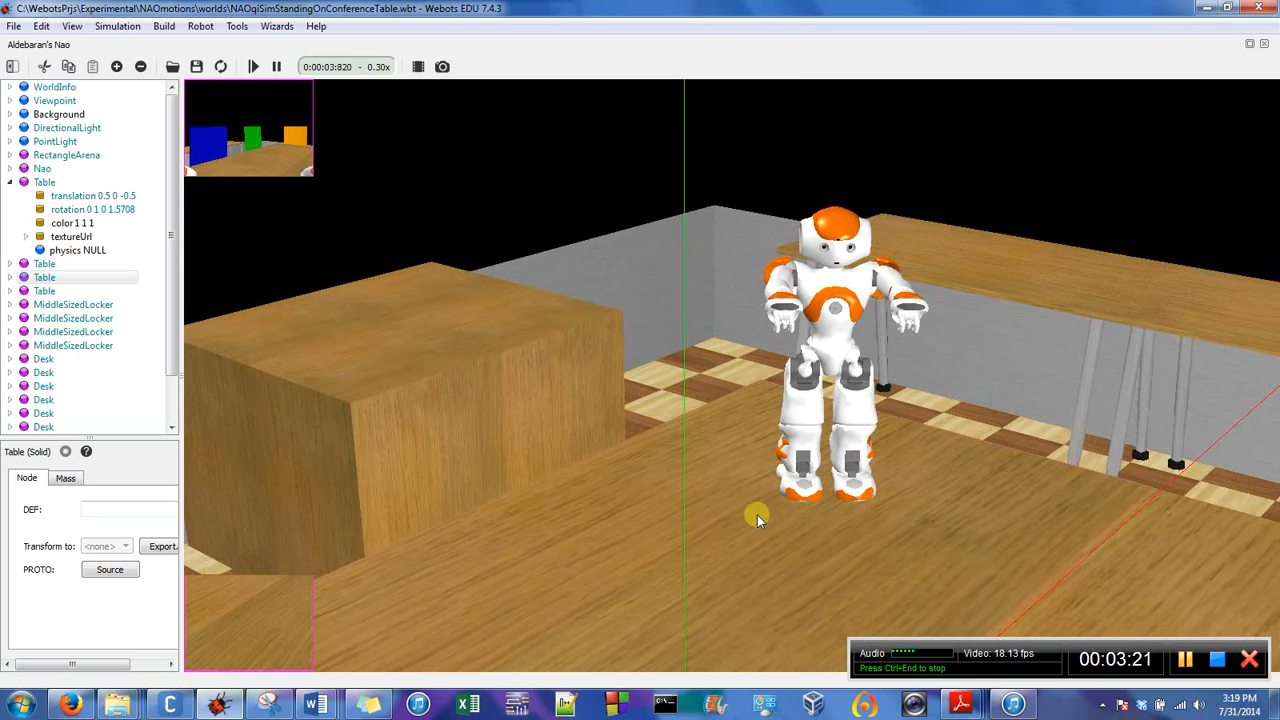 C:\WebotsPrjs\Experimental\NAOmotions\worlds\NAOqiSimStandingOnConferenceTable.wbt - Webots EDU 7.4.3
File Edit View Simulation Build Robot Tools Wizards Help
Aldebaran's Nao
0:00:03:820 - 0.30x
WorldInfo
Viewpoint
Background
DirectionalLight
PointLight
RectangleArena
Nao
Table
translation 0.5 0 -0.5
rotation 0 1 0 1.5708
color 1 1 1
textureUrl
physics NULL
Table
Table
Table
MiddleSizedLocker
MiddleSizedLocker
MiddleSizedLocker
MiddleSizedLocker
Desk
Desk
Desk
Desk
Desk
Desk
Table (Solid)
Node Mass
DEF:
Transform to: <none> Export.
PROTO: Source
Audio Video: 18.13 fps
Press Ctrl+End to stop
00:03:21
3:19 PM
7/31/2014